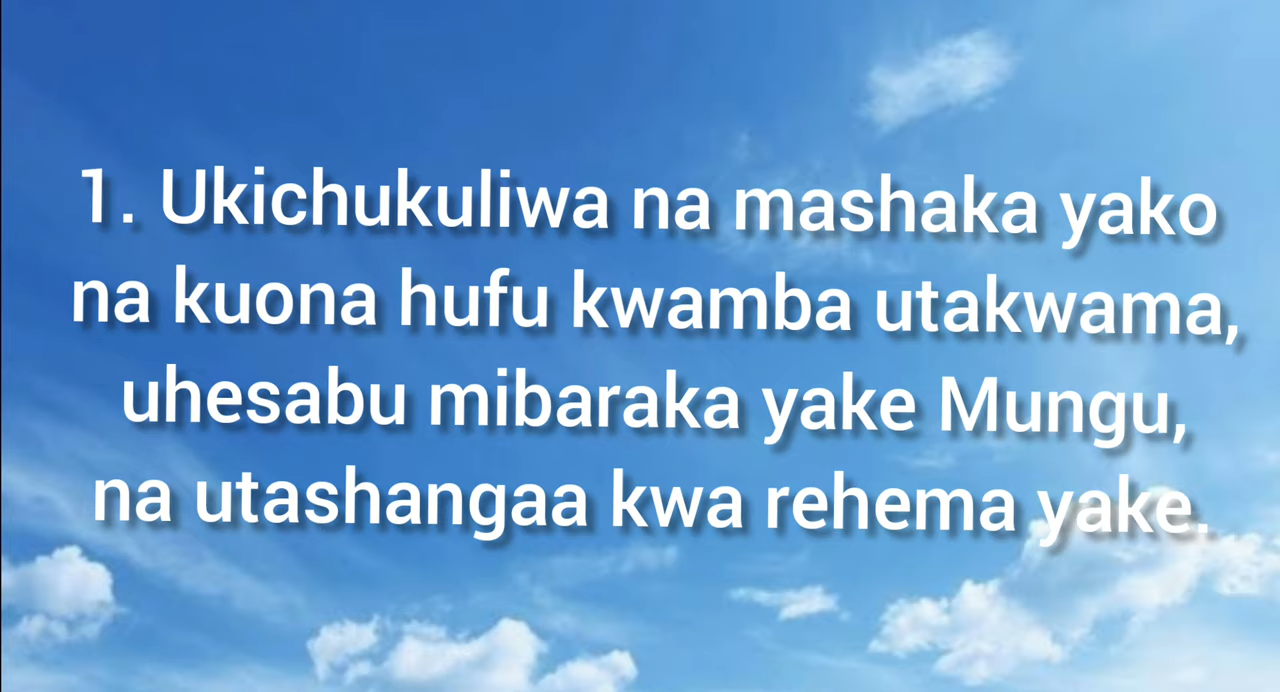 1. Ukichukuliwa na mashaka yako
na kuona hufu kwamba utakwama,
uhesabu mibaraka yake Mungu,
na utashangaa kwa rehema yake.